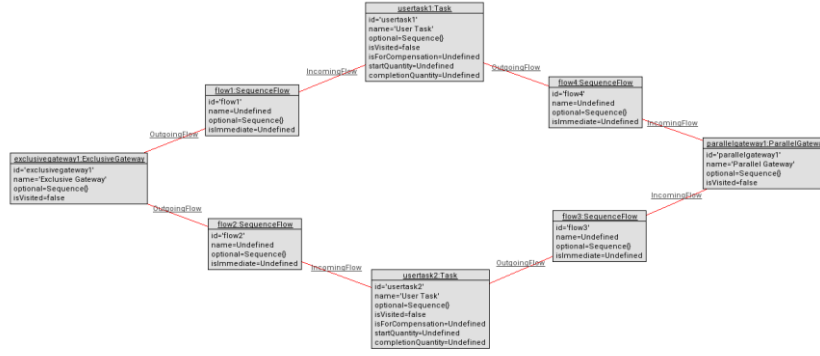 usertask1:Task
id='usertask1'
name='User Task'
optional=Sequence{}
isVisited=false
isForCompensation=Undefined
startQuantity=Undefined
completionQuantity=Undefined
IncomingFlow
OutgoingFlow
flow1:SequenceFlow
id='flow1'
name=Undefined
optional=Sequence{}
isImmediate=Undefined
flow4:SequenceFlow
id='flow4'
name=Undefined
optional=Sequence{}
isImmediate=Undefined
OutgoingFlow
IncomingFlow
exclusivegateway1:ExclusiveGateway
id='exclusivegateway1'
name='Exclusive Gateway'
optional=Sequence{}
isVisited=false
parallelgateway1:ParallelGateway
id='parallelgateway1'
name='Parallel Gateway'
optional=Sequence{}
isVisited=false
OutgoingFlow
IncomingFlow
flow2:SequenceFlow
id='flow2'
name=Undefined
optional=Sequence{}
isImmediate=Undefined
flow3:SequenceFlow
id='flow3'
name=Undefined
optional=Sequence{}
isImmediate=Undefined
IncomingFlow
OutgoingFlow
usertask2:Task
id='usertask2'
name='User Task'
optional=Sequence{}
isVisited=false
isForCompensation=Undefined
startQuantity=Undefined
completionQuantity=Undefined